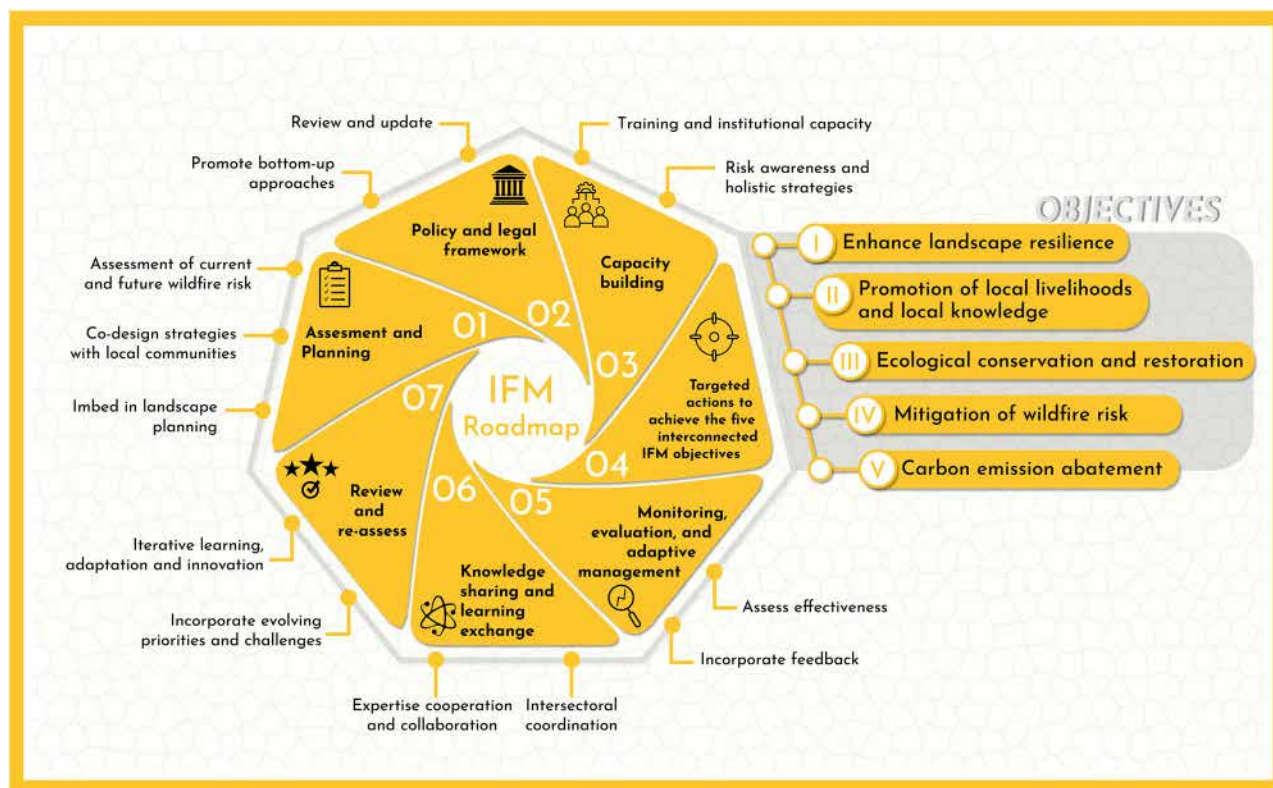 IFM
Roadmap
01
Assesment and
Planning
Assessment of current
and future wildfire risk
Co-design strategies
with local communities
Imbed in landscape
planning
02
Policy and legal
framework
Promote bottom-up
approaches
Review and update
03
Capacity
building
Training and institutional capacity
Risk awareness and
holistic strategies
04
Targeted
actions to
achieve the five
interconnected
IFM objectives
OBJECTIVES
I Enhance landscape resilience
II Promotion of local livelihoods
and local knowledge
III Ecological conservation and restoration
IV Mitigation of wildfire risk
V Carbon emission abatement
05
Monitoring,
evaluation, and
adaptive
management
Assess effectiveness
Incorporate feedback
06
Knowledge
sharing and
learning
exchange
Intersectoral
coordination
Expertise cooperation
and collaboration
07
Review
and
re-assess
Incorporate evolving
priorities and challenges
Iterative learning,
adaptation and innovation